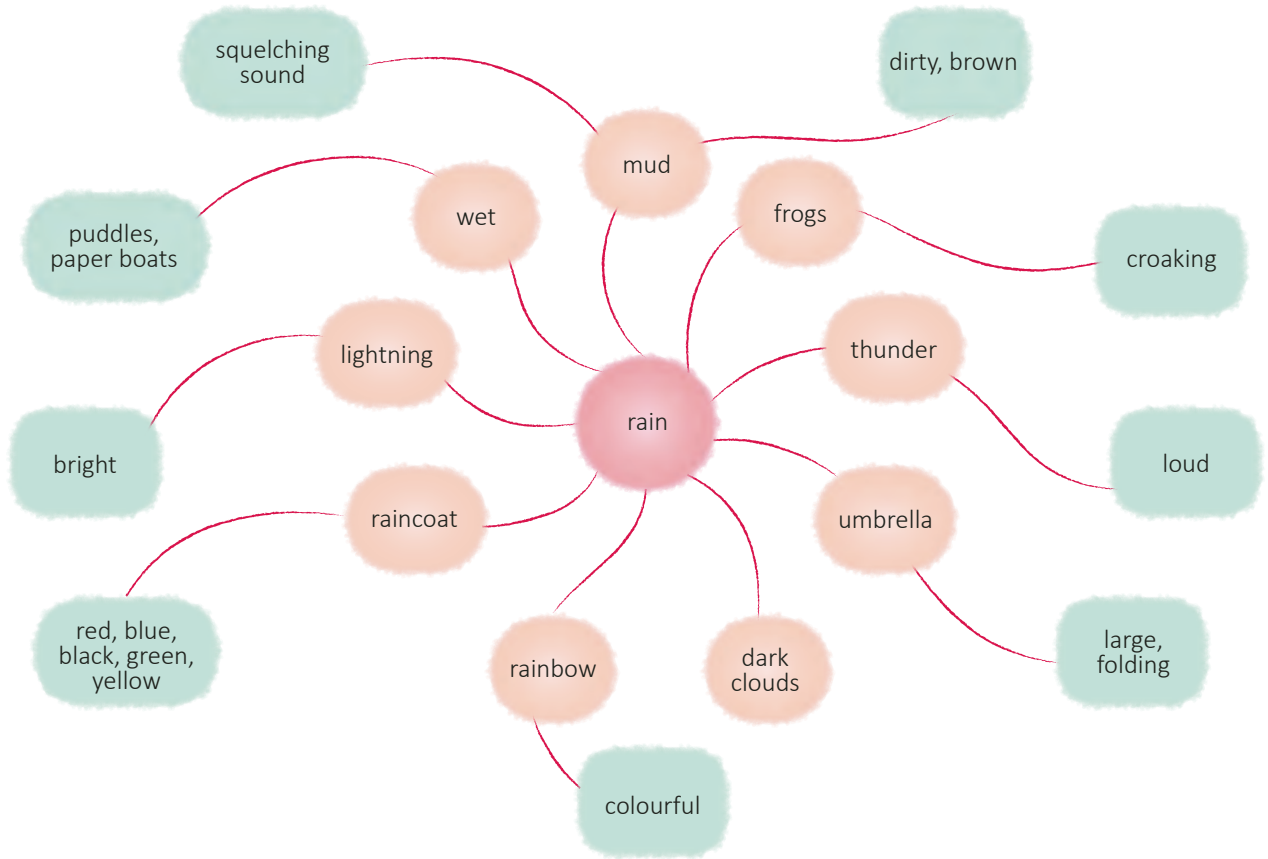 squelching
sound
dirty, brown
mud
frogs
wet
puddles,
paper boats
croaking
lightning
thunder
rain
bright
loud
raincoat
umbrella
red, blue,
black, green,
yellow
rainbow
dark
clouds
large,
folding
colourful